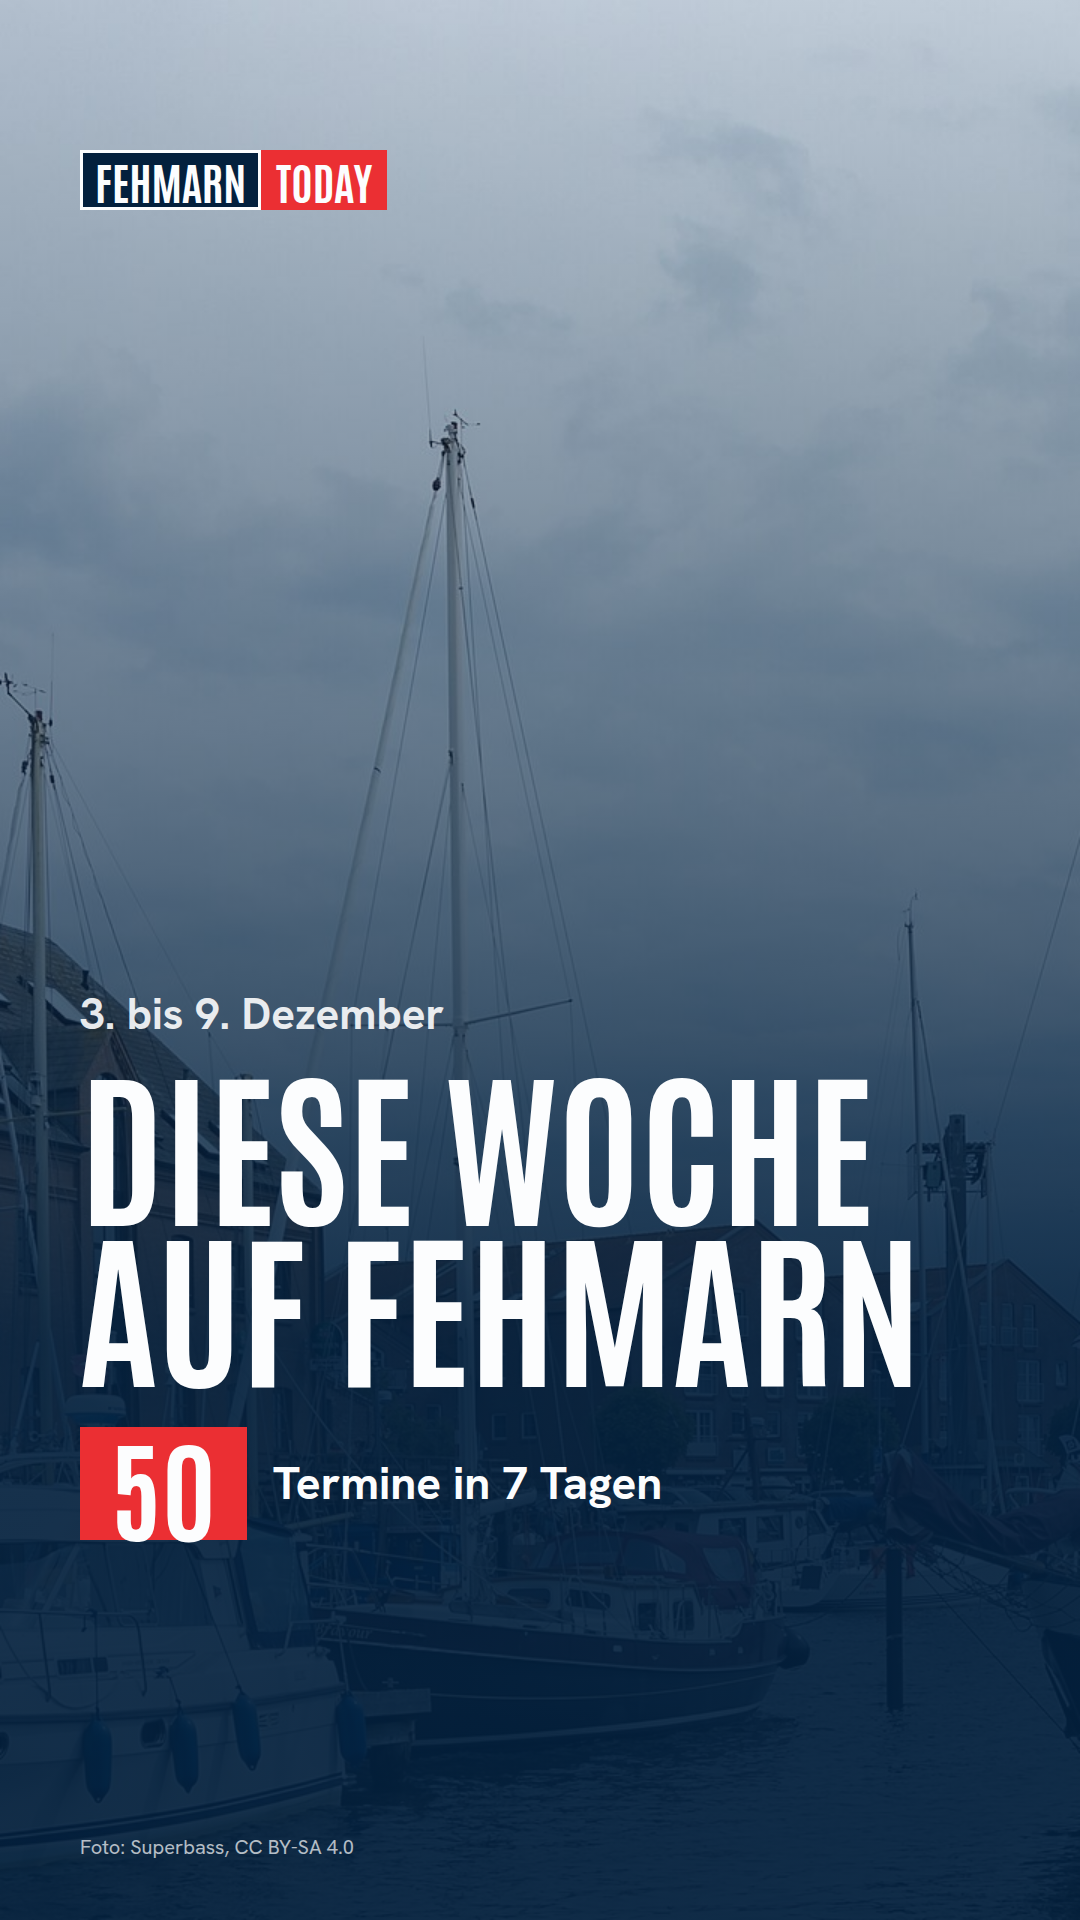 FEHMARN TODAY
3. bis 9. Dezember
DIESE WOCHE
AUF FEHMARN
50 Termine in 7 Tagen
Foto: Superbass, CC BY-SA 4.0